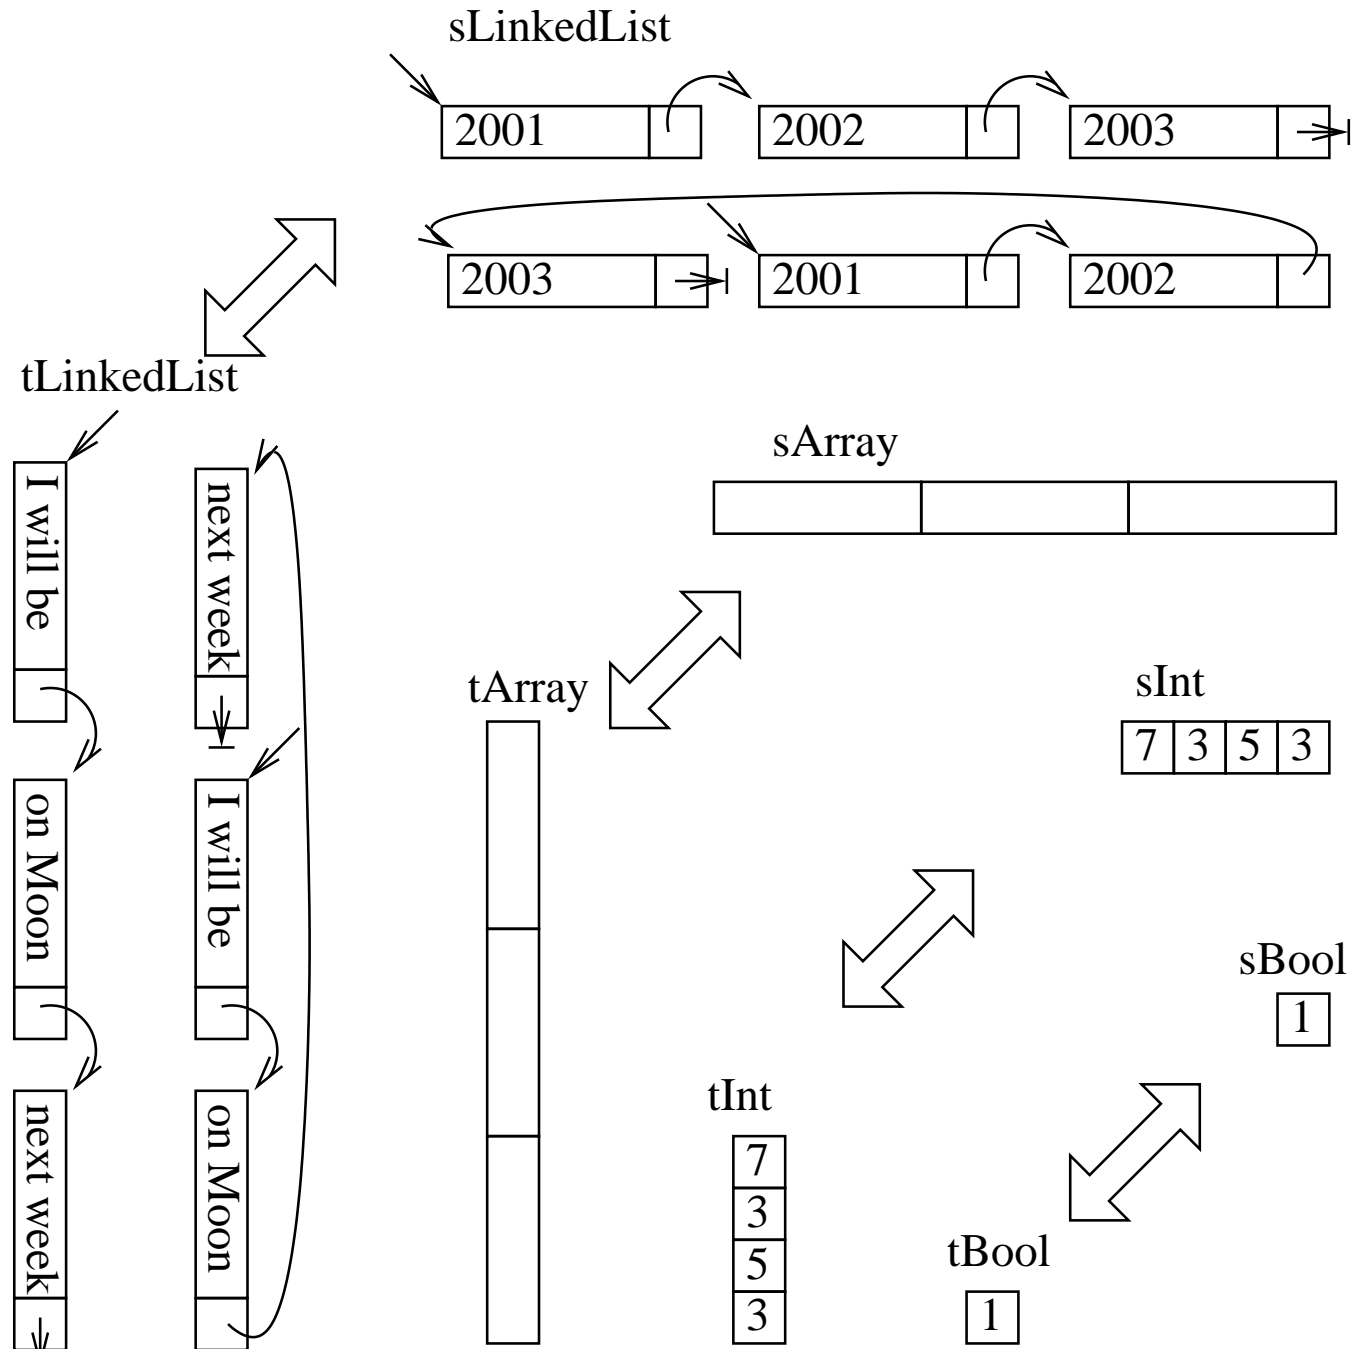 sLinkedList
2001 2002 2003
2003 2001 2002
tLinkedList
I will be
on Moon
next week
next week
I will be
on Moon
sArray
tArray
sInt
7 3 5 3
sBool
1
tInt
7
3
5
3
tBool
1